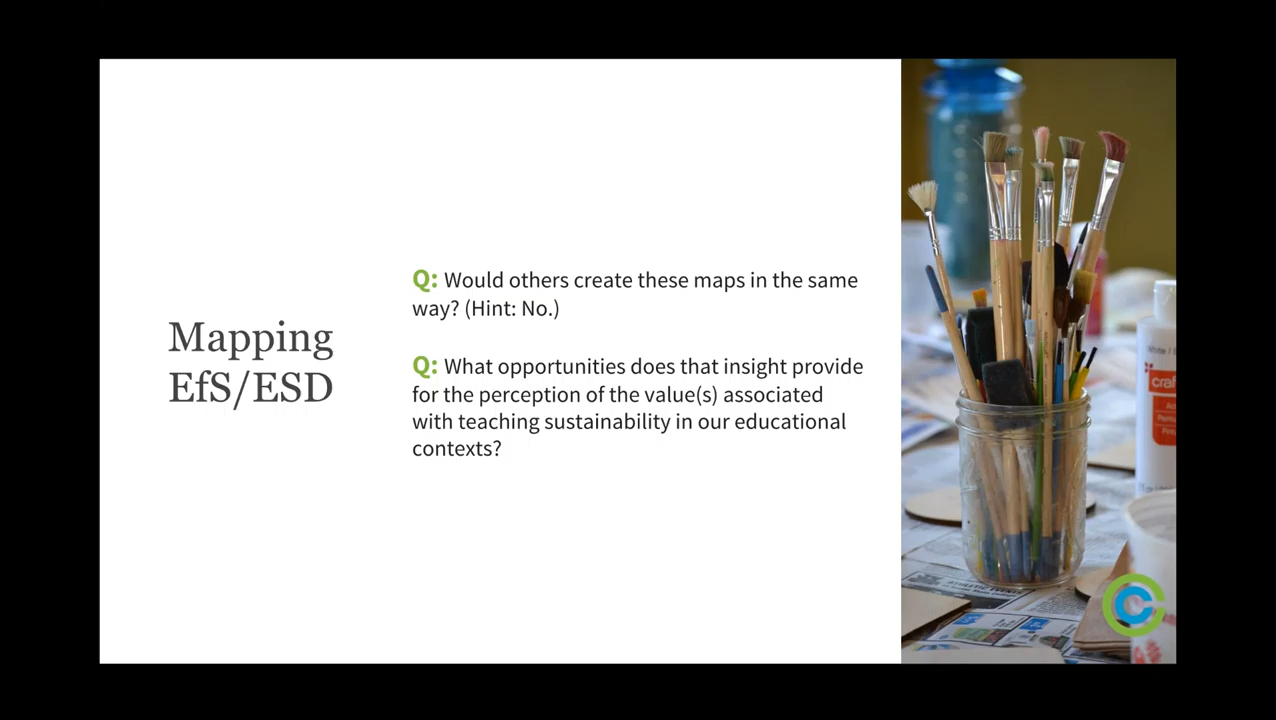 Mapping
EfS/ESD
Q: Would others create these maps in the same
way? (Hint: No.)
Q: What opportunities does that insight provide
for the perception of the value(s) associated
with teaching sustainability in our educational
contexts?
White /